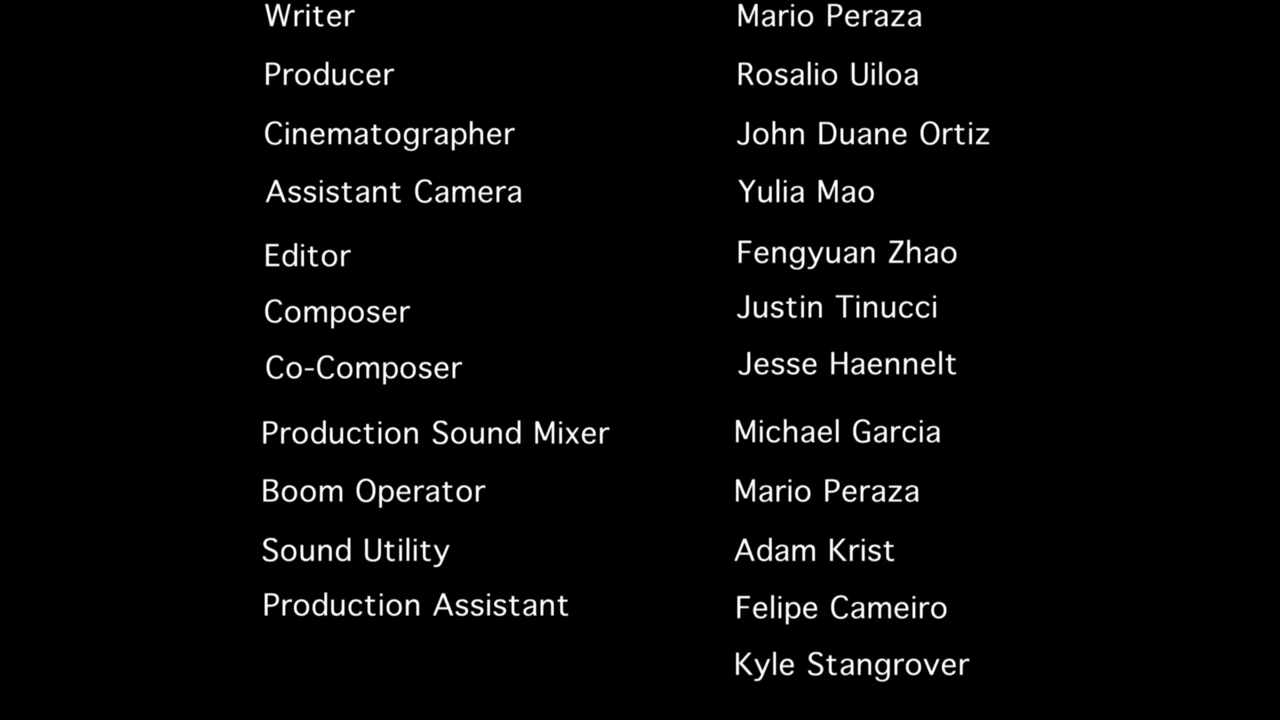 Writer Mario Peraza
Producer Rosalio Uiloa
Cinematographer John Duane Ortiz
Assistant Camera Yulia Mao
Editor Fengyuan Zhao
Composer Justin Tinucci
Co-Composer Jesse Haennelt
Production Sound Mixer Michael Garcia
Boom Operator Mario Peraza
Sound Utility Adam Krist
Production Assistant Felipe Cameiro
Kyle Stangrover